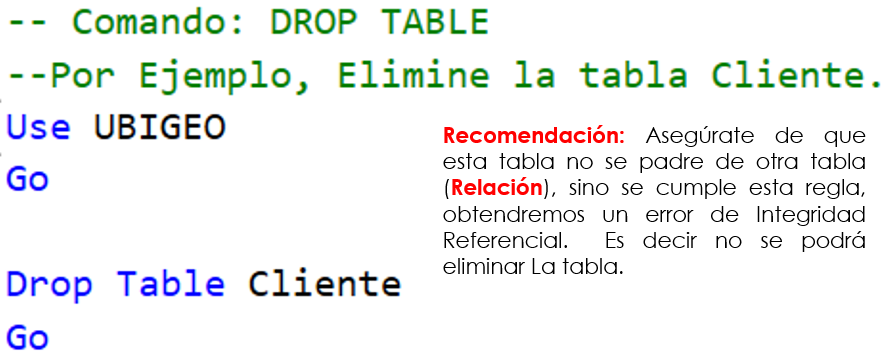 -- Comando: DROP TABLE
--Por Ejemplo, Elimine la tabla Cliente.
Use UBIGEO
Go
Recomendación: Asegúrate de que
esta tabla no se padre de otra tabla
(Relación), sino se cumple esta regla,
obtendremos un error de Integridad
Referencial. Es decir no se podrá
eliminar La tabla.
Drop Table Cliente
Go